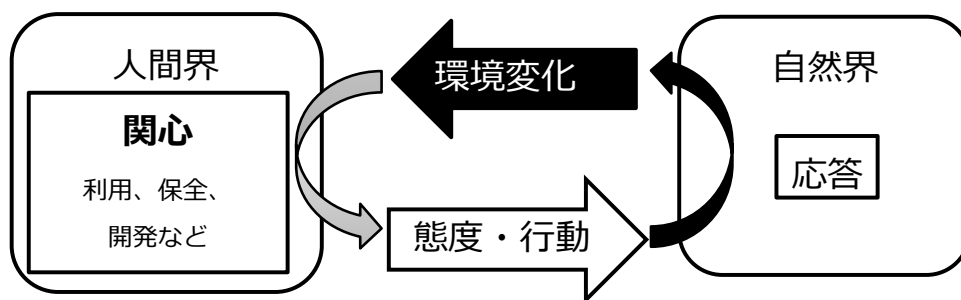 人間界
関心
利用、保全、
開発など
環境変化
態度・行動
自然界
応答